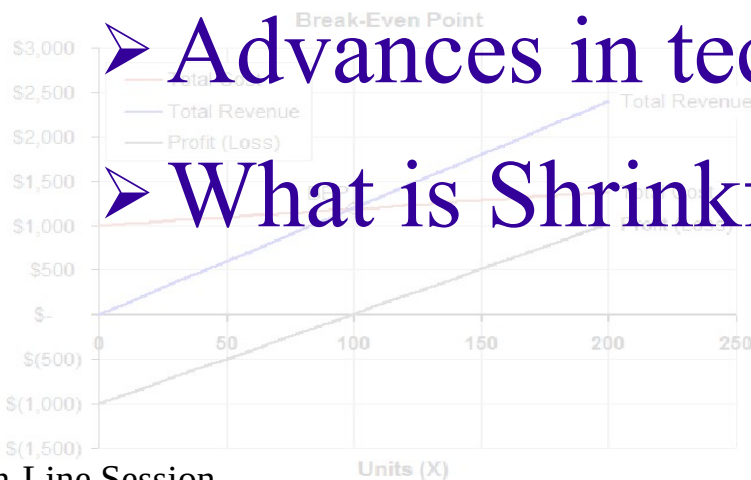 Break-Even Point
$3,000
Advances in
Total Cost
$2,500
Total Revenue
Total Revenue
$2,000
Profit (Loss)
$1,500
What is
$1,000
Profit (Loss)
$500
$-
0 50 100 150 200 250
$(500)
$(1,000)
$(1,500)
Units (X)
Line Session